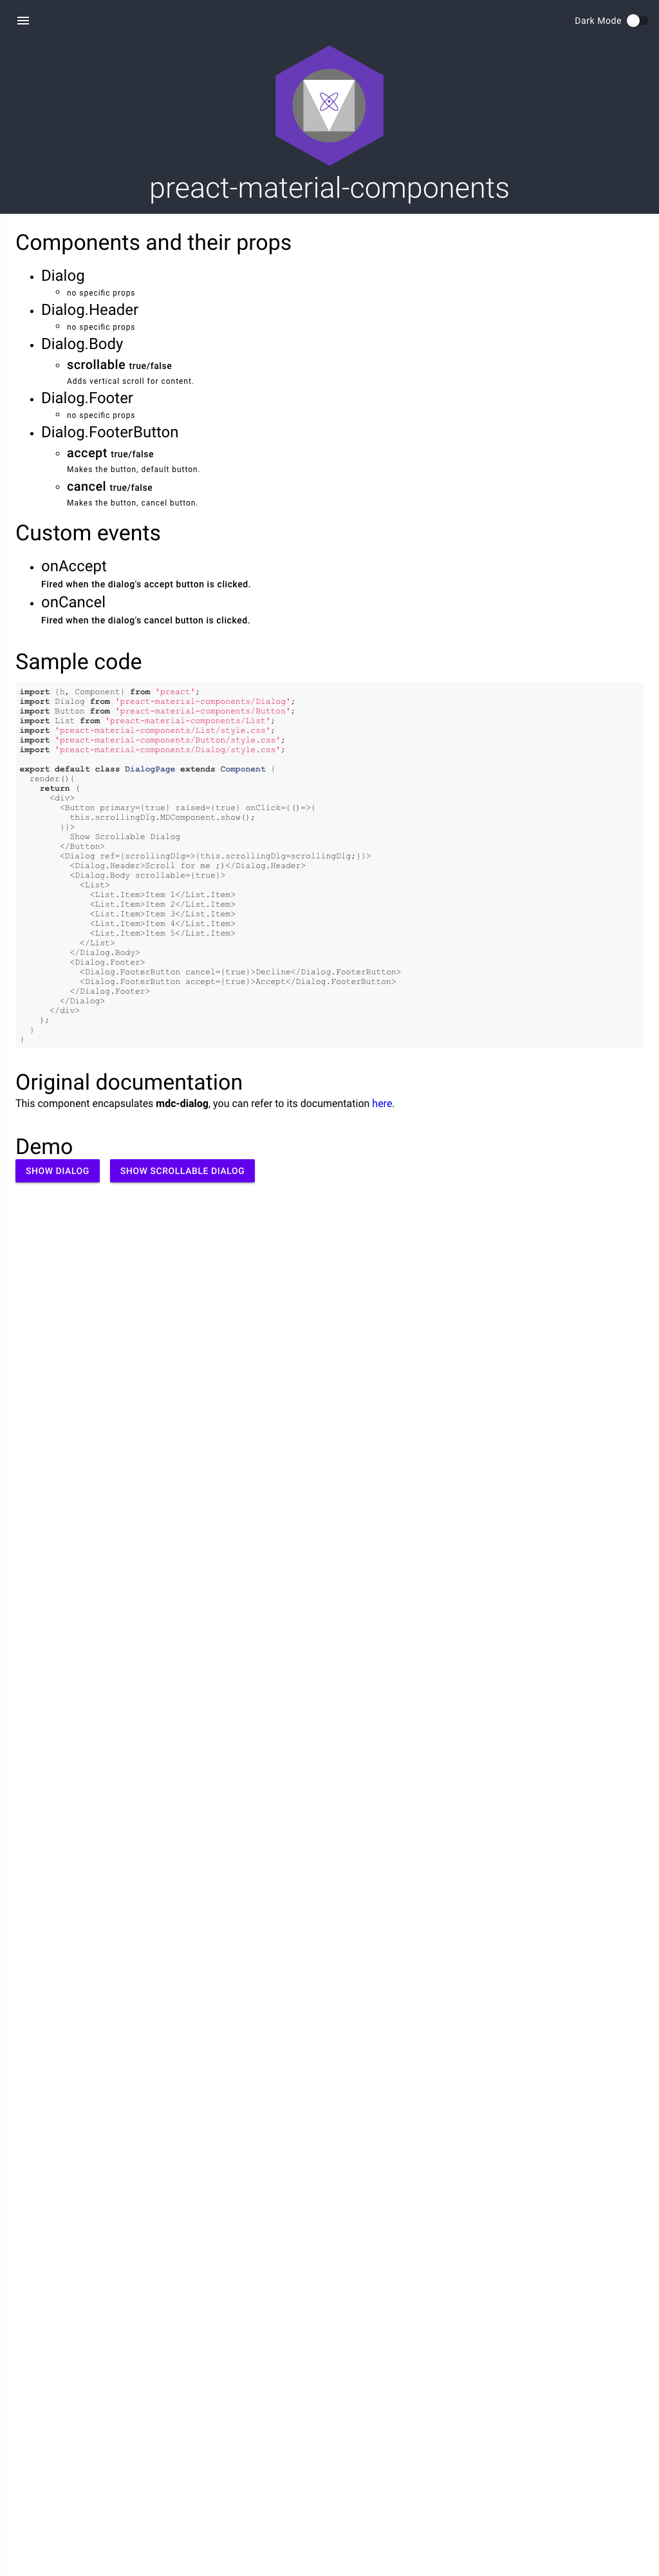 Dark Mode
preact-material-components
Components and their props
Dialog
no specific props
Dialog.Header
no specific props
Dialog.Body
scrollable true/false
Adds vertical scroll for content.
Dialog.Footer
no specific props
Dialog.FooterButton
accept true/false
Makes the button, default button.
cancel true/false
Makes the button, cancel button.
Custom events
onAccept
Fired when the dialog's accept button is clicked.
onCancel
Fired when the dialog's cancel button is clicked.
Sample code
import {h, Component} from 'preact';
import Dialog from 'preact-material-components/Dialog';
import Button from 'preact-material-components/Button';
import List from 'preact-material-components/List';
import 'preact-material-components/List/style.css';
import 'preact-material-components/Button/style.css';
import 'preact-material-components/Dialog/style.css';
export default class DialogPage extends Component {
  render(){
    return (
      <div>
        <Button primary={true} raised={true} onClick={()=>{
          this.scrollingDlg.MDComponent.show();
        }}>
          Show Scrollable Dialog
        </Button>
        <Dialog ref={scrollingDlg=>{this.scrollingDlg=scrollingDlg;}}>
          <Dialog.Header>Scroll for me ;)</Dialog.Header>
          <Dialog.Body scrollable={true}>
            <List>
              <List.Item>Item 1</List.Item>
              <List.Item>Item 2</List.Item>
              <List.Item>Item 3</List.Item>
              <List.Item>Item 4</List.Item>
              <List.Item>Item 5</List.Item>
            </List>
          </Dialog.Body>
          <Dialog.Footer>
            <Dialog.FooterButton cancel={true}>Decline</Dialog.FooterButton>
            <Dialog.FooterButton accept={true}>Accept</Dialog.FooterButton>
          </Dialog.Footer>
        </Dialog>
      </div>
    );
  }
}
Original documentation
This component encapsulates mdc-dialog, you can refer to its documentation here.
Demo
SHOW DIALOG SHOW SCROLLABLE DIALOG